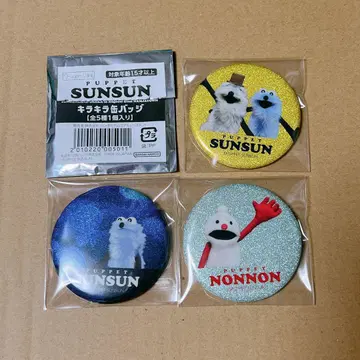 対象年齢15才以上
PUPPET
SUNSUN
キラキラ缶バッジ
【全5種1個入り】
2010220005011
PUPPET
SUNSUN
PUPPET
SUNSUN
PUPPET
NONNON